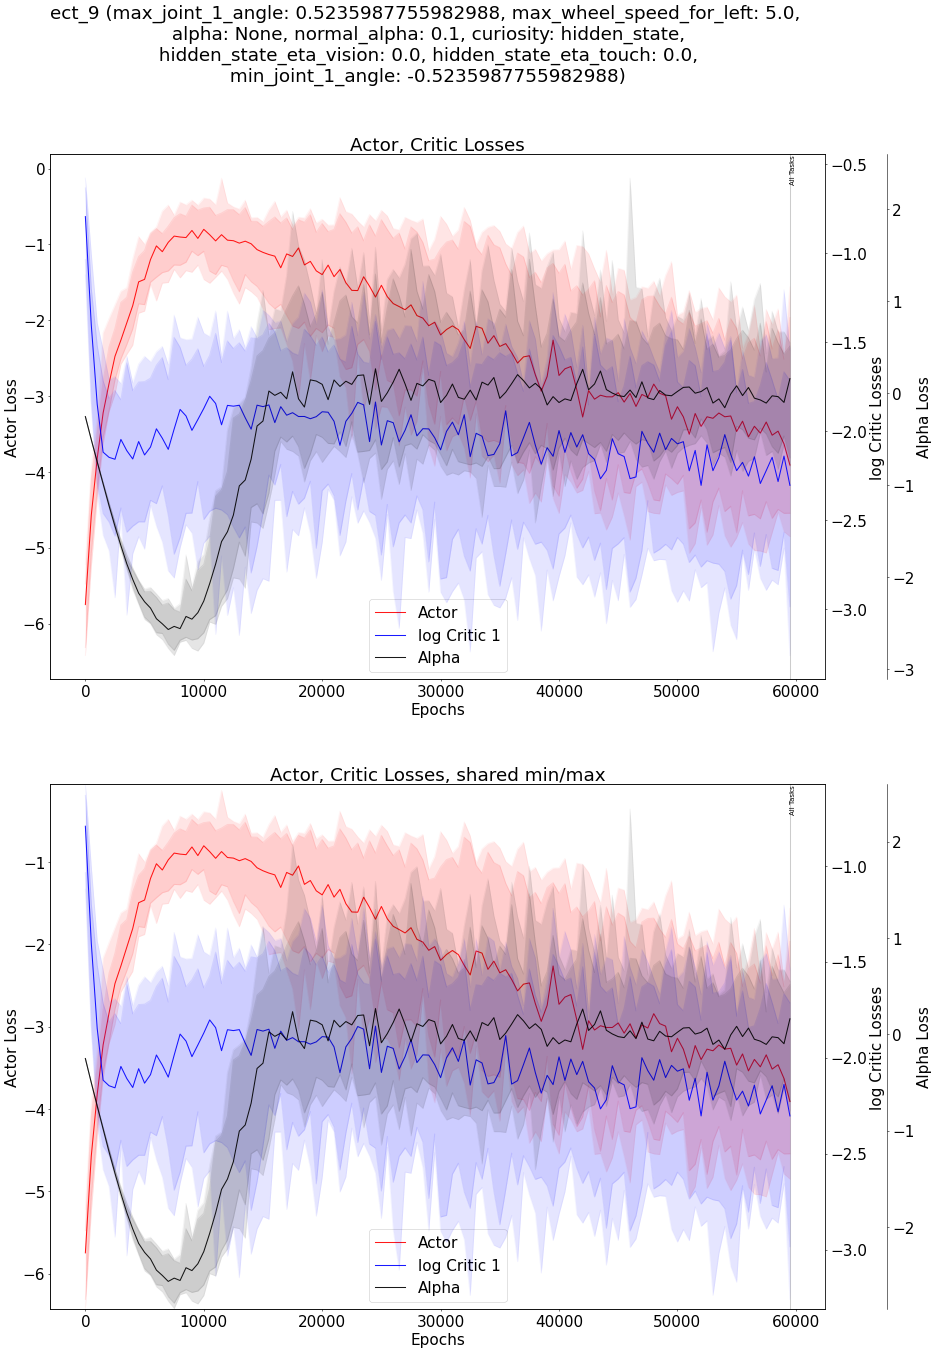 ect_9 (max_joint_1_angle: 0.5235987755982988, max_wheel_speed_for_left: 5.0,
alpha: None, normal_alpha: 0.1, curiosity: hidden_state,
hidden_state_eta_vision: 0.0, hidden_state_eta_touch: 0.0,
min_joint_1_angle: -0.5235987755982988)
Actor, Critic Losses
All Tasks
0
−1
−2
−3
−4
−5
−6
Actor Loss
−0.5
−1.0
−1.5
−2.0
−2.5
−3.0
log Critic Losses
2
1
0
−1
−2
−3
Alpha Loss
Actor
log Critic 1
Alpha
0 10000 20000 30000 40000 50000 60000
Epochs
Actor, Critic Losses, shared min/max
All Tasks
−1
−2
−3
−4
−5
−6
Actor Loss
−1.0
−1.5
−2.0
−2.5
−3.0
log Critic Losses
2
1
0
−1
−2
Alpha Loss
Actor
log Critic 1
Alpha
0 10000 20000 30000 40000 50000 60000
Epochs